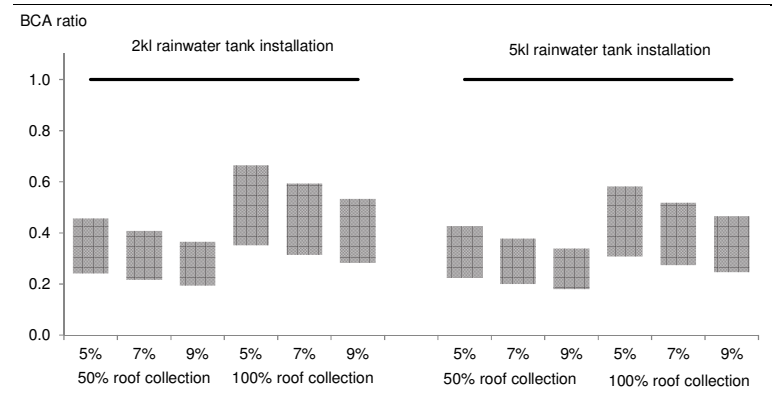 BCA ratio
2kl rainwater tank installation
5kl rainwater tank installation
1.0
0.8
0.6
0.4
0.2
0.0
5% 7% 9% 5% 7% 9% 5% 7% 9% 5% 7% 9%
50% roof collection 100% roof collection 50% roof collection 100% roof collection